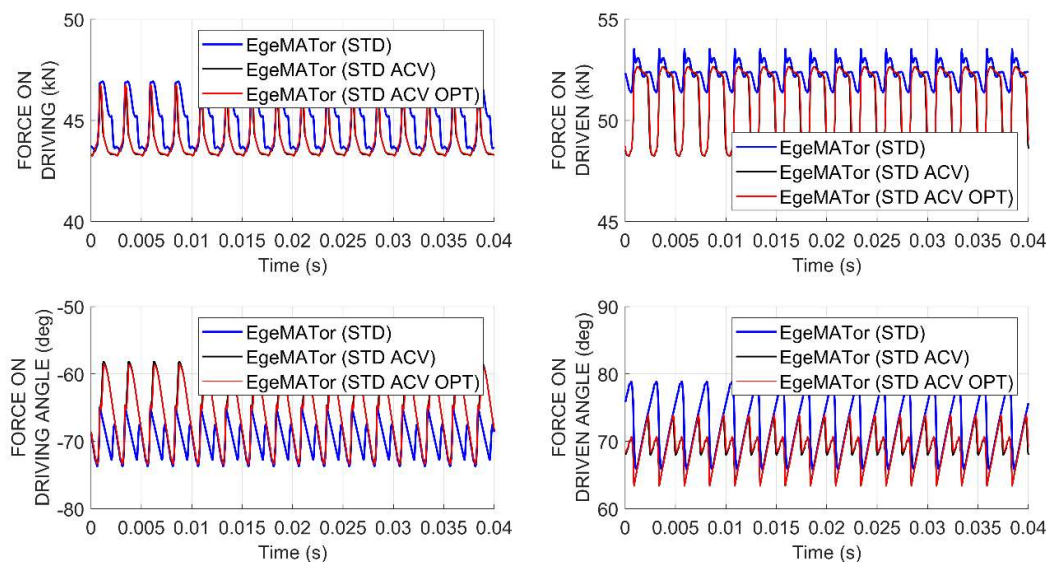 FORCE ON
DRIVING (kN)
50
45
40
EgeMATor (STD)
EgeMATor (STD ACV)
EgeMATor (STD ACV OPT)
0 0.005 0.01 0.015 0.02 0.025 0.03 0.035 0.04
Time (s)
FORCE ON
DRIVEN (kN)
55
50
45
EgeMATor (STD)
EgeMATor (STD ACV)
EgeMATor (STD ACV OPT)
0 0.005 0.01 0.015 0.02 0.025 0.03 0.035 0.04
Time (s)
FORCE ON
DRIVING ANGLE (deg)
-50
-60
-70
-80
EgeMATor (STD)
EgeMATor (STD ACV)
EgeMATor (STD ACV OPT)
0 0.005 0.01 0.015 0.02 0.025 0.03 0.035 0.04
Time (s)
FORCE ON
DRIVEN ANGLE (deg)
90
80
70
60
EgeMATor (STD)
EgeMATor (STD ACV)
EgeMATor (STD ACV OPT)
0 0.005 0.01 0.015 0.02 0.025 0.03 0.035 0.04
Time (s)